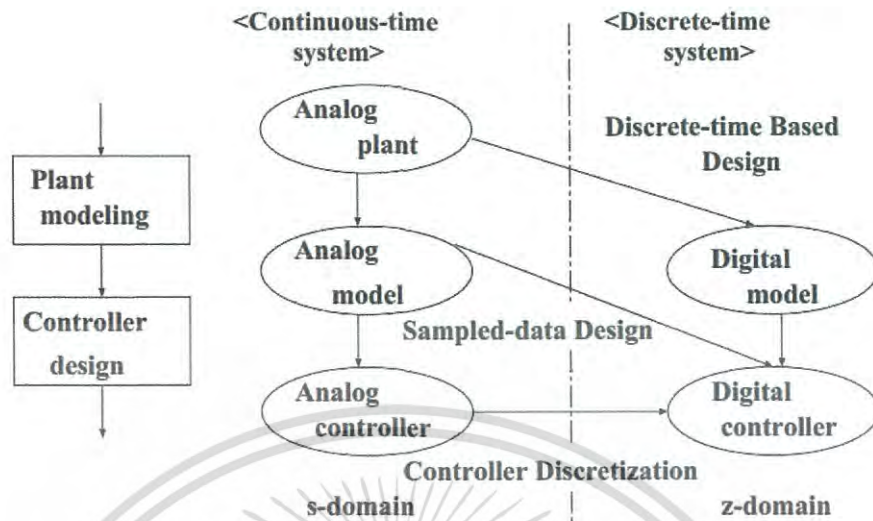 <Continuous-time
system>
<Discrete-time
system>
Analog
plant
Discrete-time Based
Design
Plant
modeling
Analog
model
Digital
model
Controller
design
Sampled-data Design
Analog
controller
Digital
controller
Controller Discretization
s-domain
z-domain